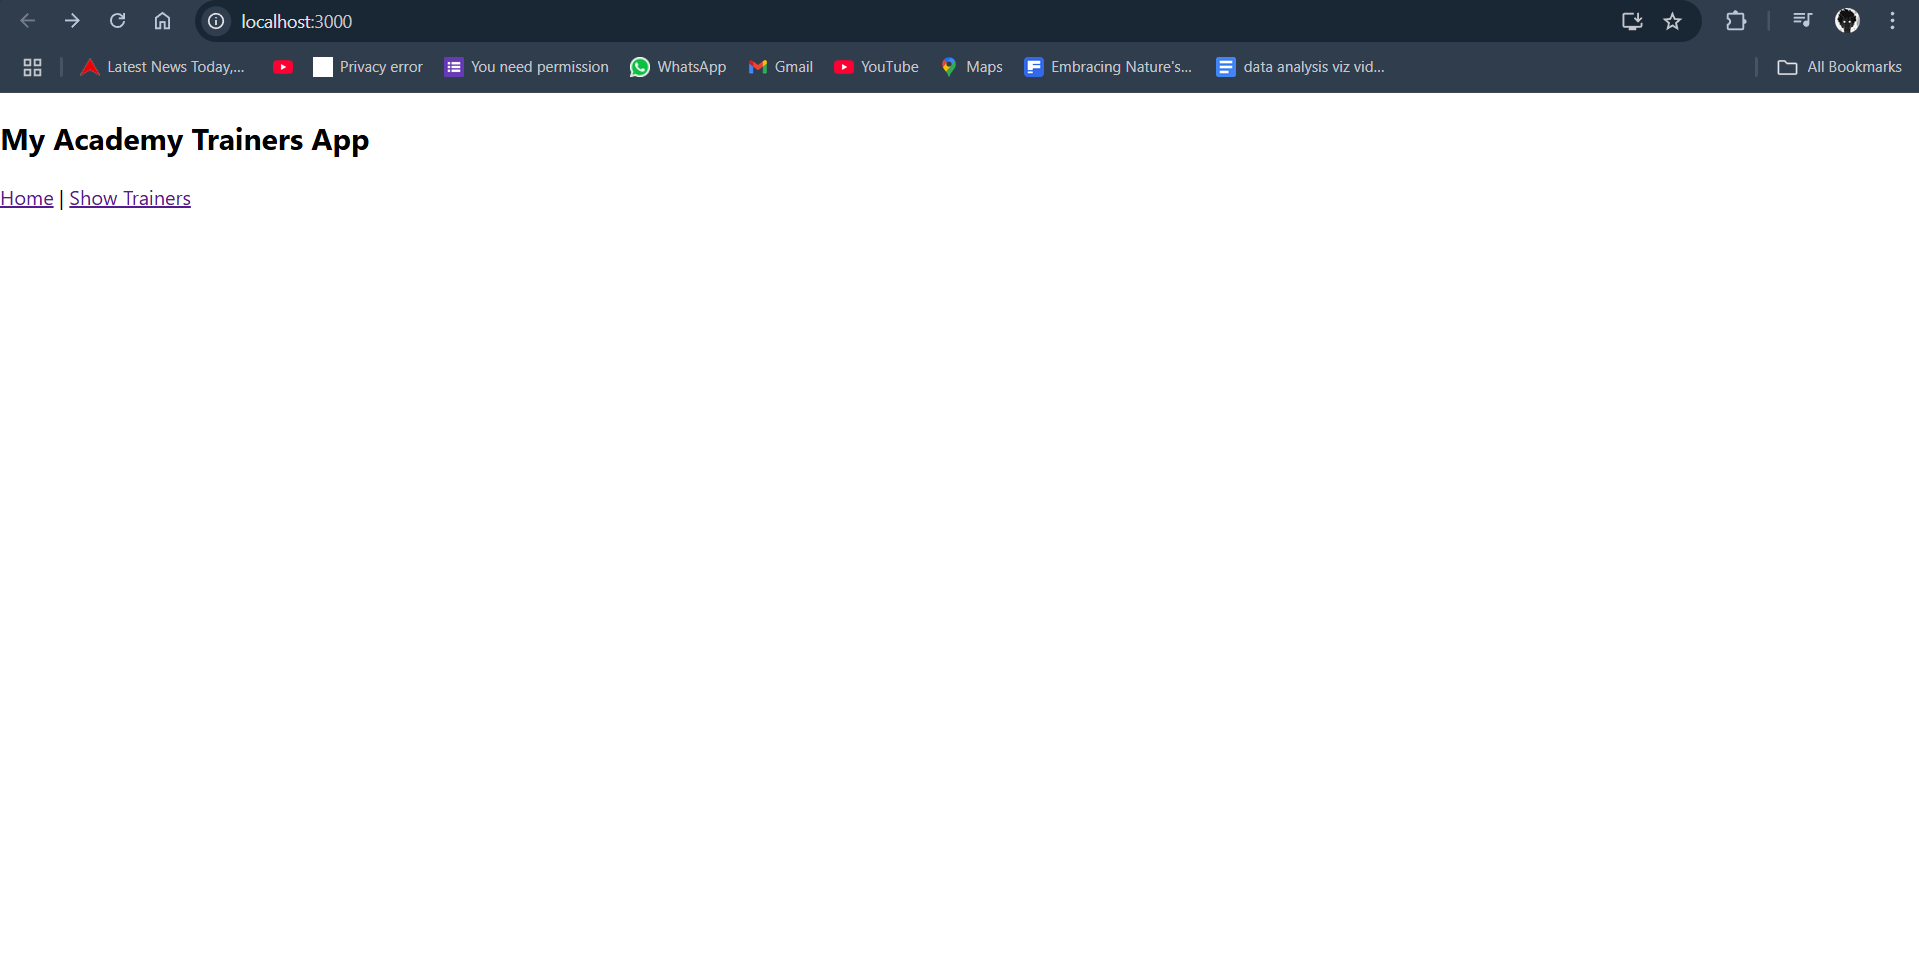 localhost:3000
Latest News Today,... Privacy error You need permission WhatsApp Gmail YouTube Maps Embracing Nature's... data analysis viz vid... All Bookmarks
My Academy Trainers App
Home | Show Trainers